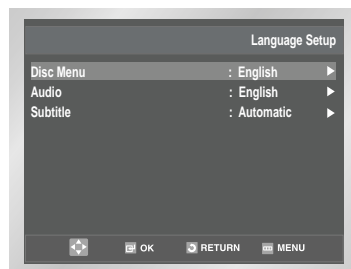 Language Setup
Disc Menu : English ▶
Audio : English ▶
Subtitle : Automatic ▶
OK RETURN MENU